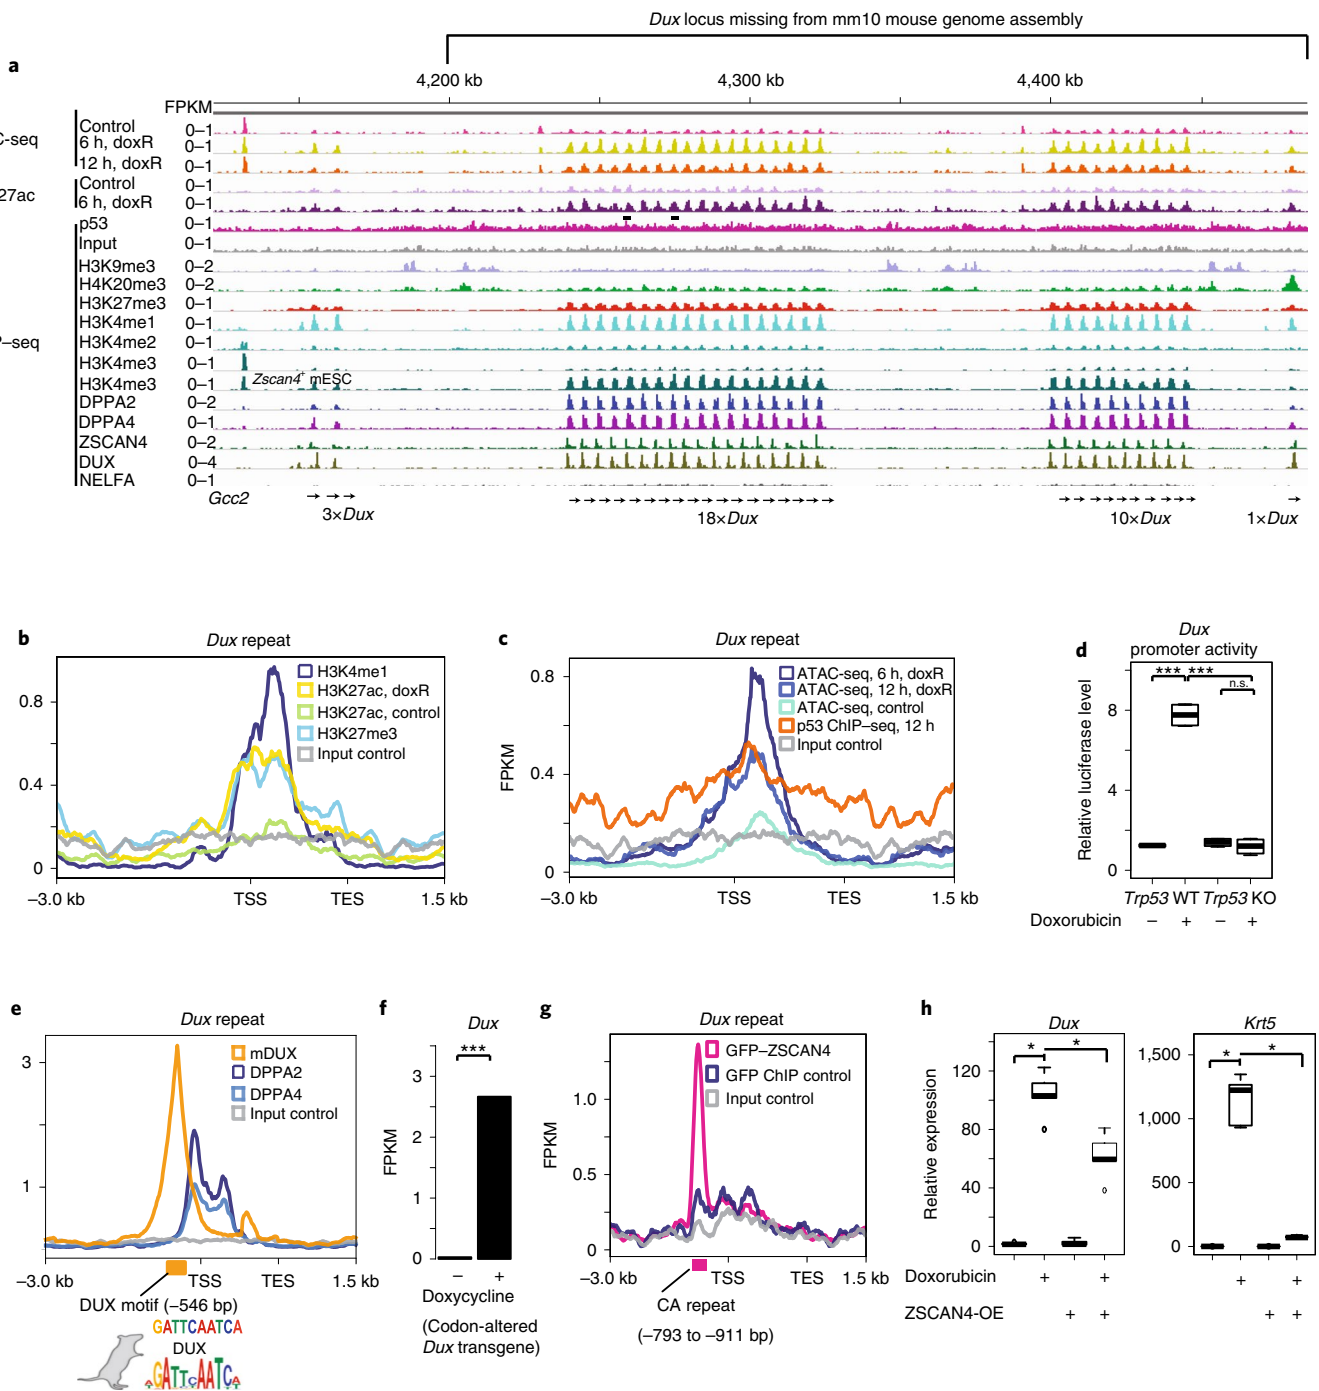 Dux locus missing from mm10 mouse genome assembly
a
4,200 kb 4,300 kb 4,400 kb
FPKM
C-seq
Control 0–1
6 h, doxR 0–1
12 h, doxR 0–1
27ac
Control 0–1
6 h, doxR 0–1
P–seq
p53 0–1
Input 0–1
H3K9me3 0–2
H4K20me3 0–2
H3K27me3 0–1
H3K4me1 0–1
H3K4me2 0–1
H3K4me3 0–1
H3K4me3 0–1 Zscan4+ mESC
DPPA2 0–2
DPPA4 0–1
ZSCAN4 0–2
DUX 0–4
NELFA 0–1
Gcc2
3×Dux 18×Dux 10×Dux 1×Dux
b
Dux repeat
H3K4me1
H3K27ac, doxR
H3K27ac, control
H3K27me3
Input control
0.8
0.4
0
–3.0 kb TSS TES 1.5 kb
c
Dux repeat
ATAC-seq, 6 h, doxR
ATAC-seq, 12 h, doxR
ATAC-seq, control
p53 ChIP–seq, 12 h
Input control
FPKM
0.8
0.4
0
–3.0 kb TSS TES 1.5 kb
d
Dux
promoter activity
*** ***
n.s.
Relative luciferase level
8
4
0
Trp53 WT Trp53 KO
Doxorubicin – + – +
e
Dux repeat
mDUX
DPPA2
DPPA4
Input control
3
1
–3.0 kb TSS TES 1.5 kb
DUX motif (–546 bp)
GATTCAATCA
DUX
GATTCAATCA
f
Dux
***
FPKM
3
2
1
0
– +
Doxycycline
(Codon-altered
Dux transgene)
g
Dux repeat
GFP–ZSCAN4
GFP ChIP control
Input control
FPKM
1.0
0.5
0
–3.0 kb TSS TES 1.5 kb
CA repeat
(–793 to –911 bp)
h
Dux
* *
Relative expression
120
80
40
0
Krt5
* *
1,500
1,000
500
0
Doxorubicin + + + +
ZSCAN4-OE + + + +